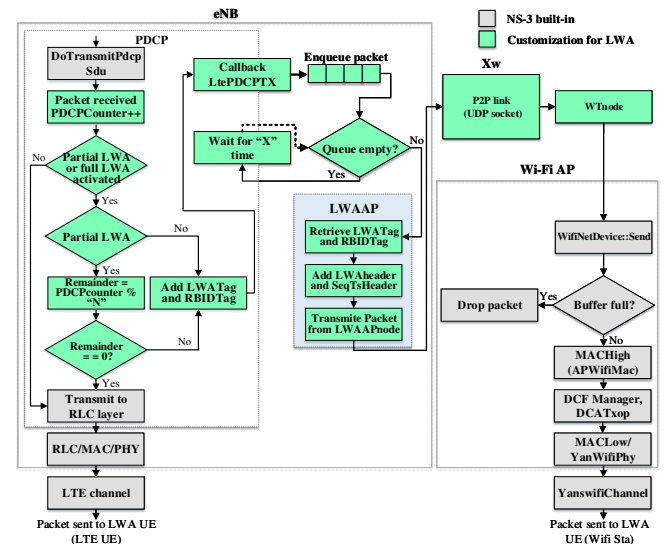 eNB
NS-3 built-in
Customization for LWA
PDCP
DoTransmitPdcp
Sdu
Packet received
PDCPCounter++
No
Partial LWA
or full LWA
activated
Yes
Partial LWA
No
Yes
Remainder =
PDCPcounter %
“N”
Add LWATag
and RBIDTag
Remainder
= = 0?
No
Yes
Transmit to
RLC layer
RLC/MAC/PHY
LTE channel
Packet sent to LWA UE
(LTE UE)
Callback
LtePDCPTX
Enqueue packet
Wait for “X”
time
Queue empty?
No
Yes
LWAAP
Retrieve LWATag
and RBIDTag
Add LWAheader
and SeqTsHeader
Transmite Packet
from LWAAPnode
Xw
P2P link
(UDP socket)
WTnode
Wi-Fi AP
WifiNetDevice::Send
Drop packet
Yes
Buffer full?
No
MACHigh
(APWifiMac)
DCF Manager,
DCATxop
MACLow/
YanWifiPhy
YanswifiChannel
Packet sent to LWA
UE (Wifi Sta)